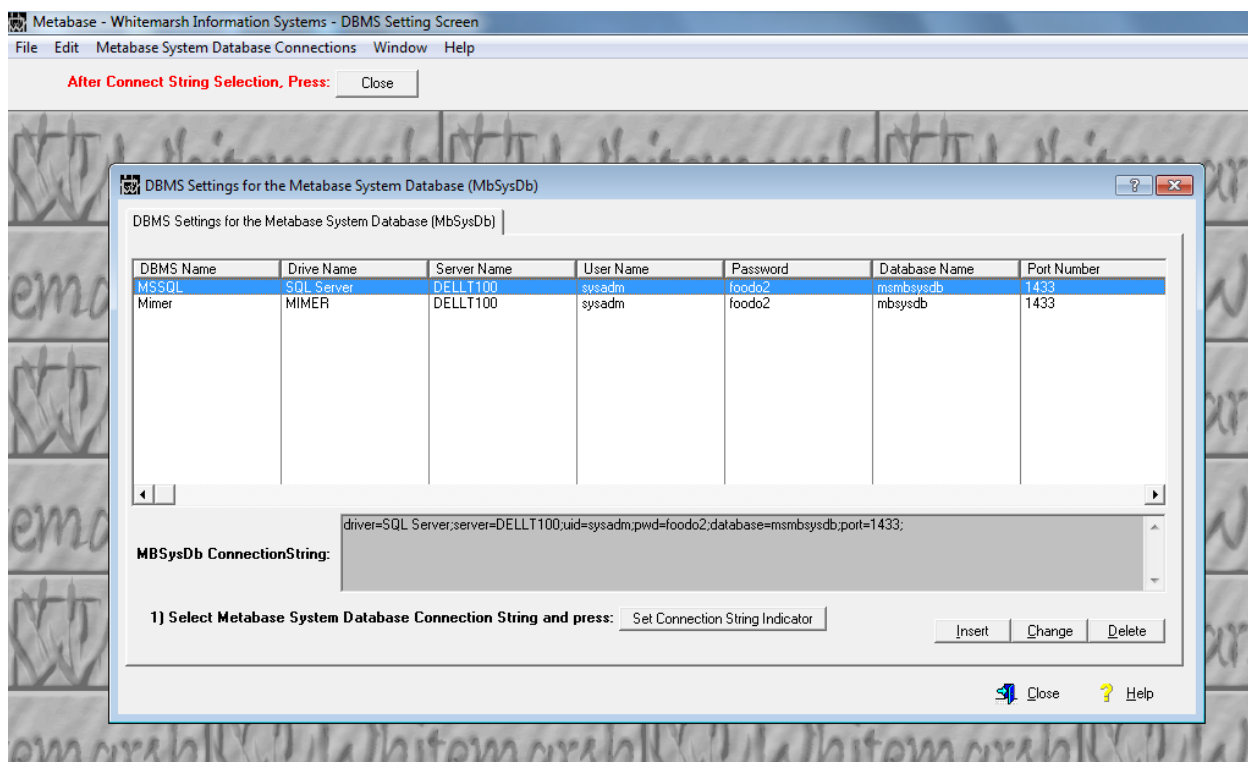 Metabase - Whitemarsh Information Systems - DBMS Setting Screen
File Edit Metabase System Database Connections Window Help
After Connect String Selection, Press: Close
DBMS Settings for the Metabase System Database (MbSysDb)
DBMS Settings for the Metabase System Database (MbSysDb)
DBMS Name Drive Name Server Name User Name Password Database Name Port Number
MSSQL SQL Server DELLT100 sysadm foodo2 msmbsysdb 1433
Mimer MIMER DELLT100 sysadm foodo2 mbsysdb 1433
driver=SQL Server;server=DELLT100;uid=sysadm;pwd=foodo2;database=msmbsysdb;port=1433;
MBSysDb ConnectionString:
1) Select Metabase System Database Connection String and press: Set Connection String Indicator
Insert Change Delete
Close ? Help